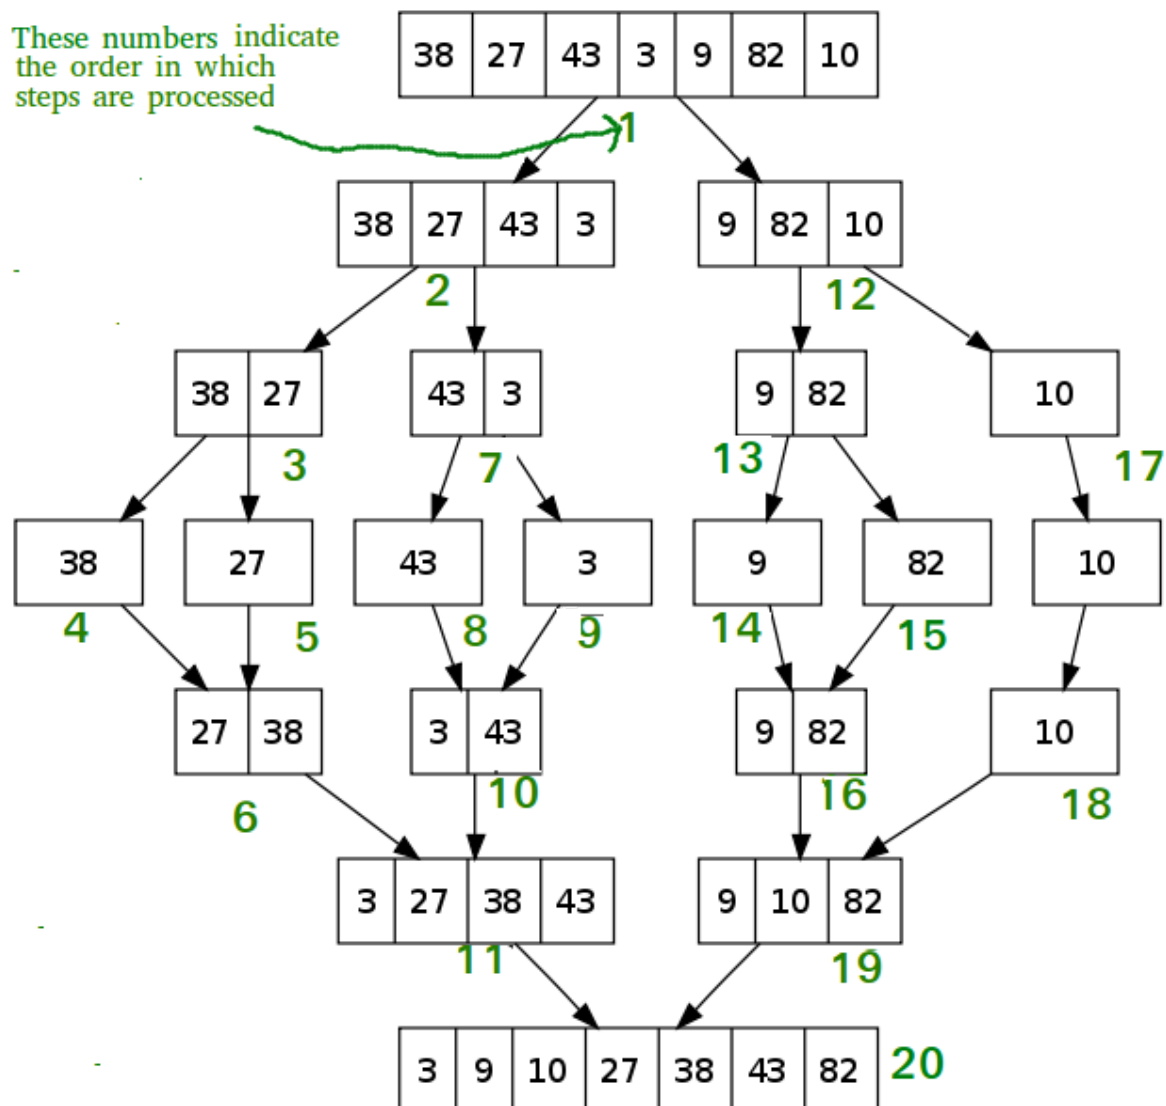 These numbers indicate
the order in which
steps are processed
38 27 43 3 9 82 10
1
38 27 43 3 9 82 10
2 12
38 27 43 3 9 82 10
3 7 13 17
38 27 43 3 9 82 10
4 5 8 9 14 15
27 38 3 43 9 82 10
6 10 16 18
3 27 38 43 9 10 82
11 19
3 9 10 27 38 43 82 20